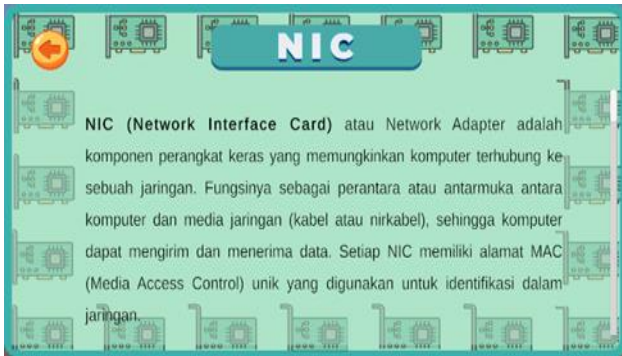 NIC
NIC (Network Interface Card) atau Network Adapter adalah
komponen perangkat keras yang memungkinkan komputer terhubung ke
sebuah jaringan. Fungsinya sebagai perantara atau antarmuka antara
komputer dan media jaringan (kabel atau nirkabel), sehingga komputer
dapat mengirim dan menerima data. Setiap NIC memiliki alamat MAC
(Media Access Control) unik yang digunakan untuk identifikasi dalam
jaringan.